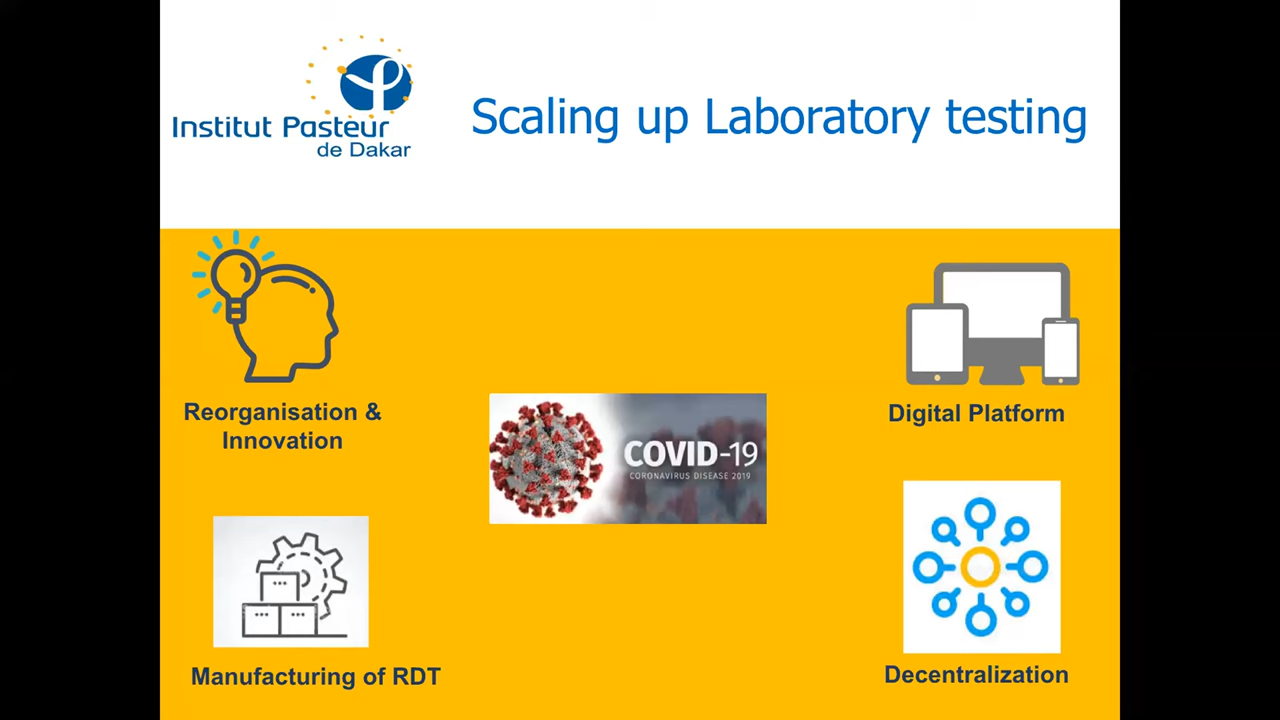 Institut Pasteur
de Dakar
Scaling up Laboratory testing
Reorganisation &
Innovation
Digital Platform
COVID-19
CORONAVIRUS DISEASE 2019
Manufacturing of RDT
Decentralization